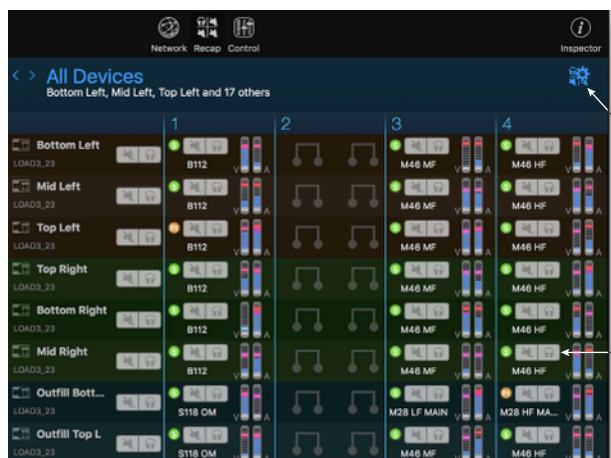 Network Recap Control
Inspector
All Devices
Bottom Left, Mid Left, Top Left and 17 others
1 2 3 4
Bottom Left
LOAD3_23
S B112 V A
S M46 MF V A
S M46 HF V A
Mid Left
LOAD3_23
S B112 V A
S M46 MF V A
S M46 HF V A
Top Left
LOAD3_23
B112 V A
S M46 MF V A
S M46 HF V A
Top Right
LOAD3_23
S B112 V A
S M46 MF V A
S M46 HF V A
Bottom Right
LOAD3_23
S B112 V A
S M46 MF V A
S M46 HF V A
Mid Right
LOAD3_23
S B112 V A
S M46 MF V A
S M46 HF V A
Outfill Bott...
LOAD3_23
S S118 OM V A
S M28 LF MAIN V A
M28 HF MA... V A
Outfill Top L
LOAD3_23
S S118 OM V A
S M46 MF V A
S M46 HF V A